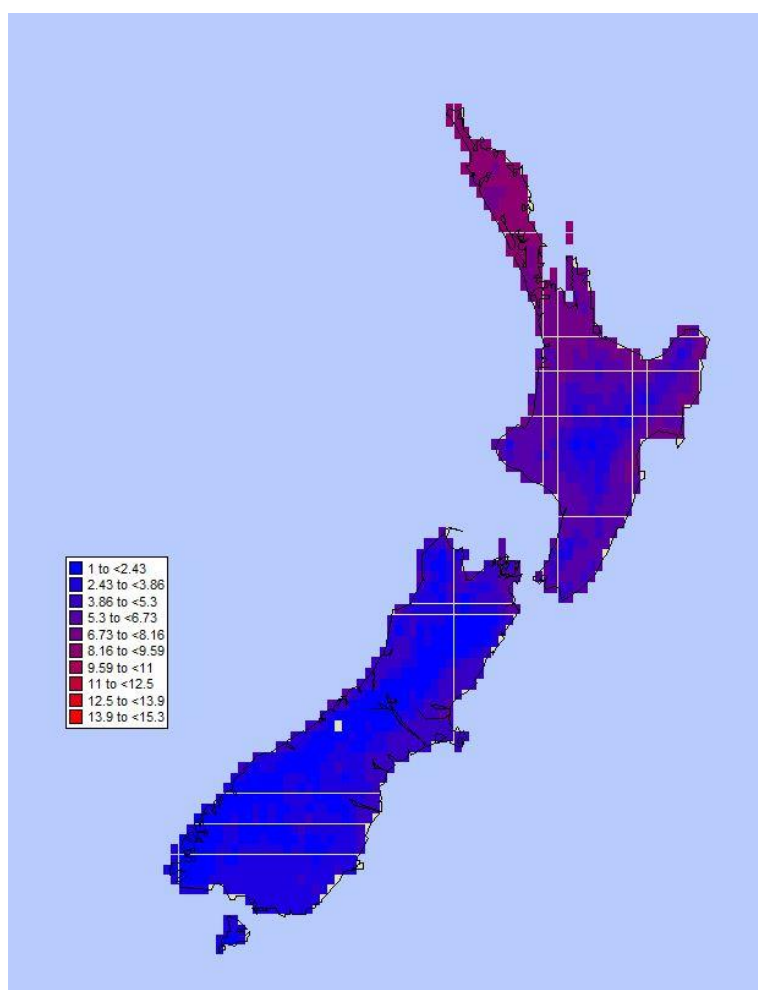 1 to <2.43
2.43 to <3.86
3.86 to <5.3
5.3 to <6.73
6.73 to <8.16
8.16 to <9.59
9.59 to <11
11 to <12.5
12.5 to <13.9
13.9 to <15.3